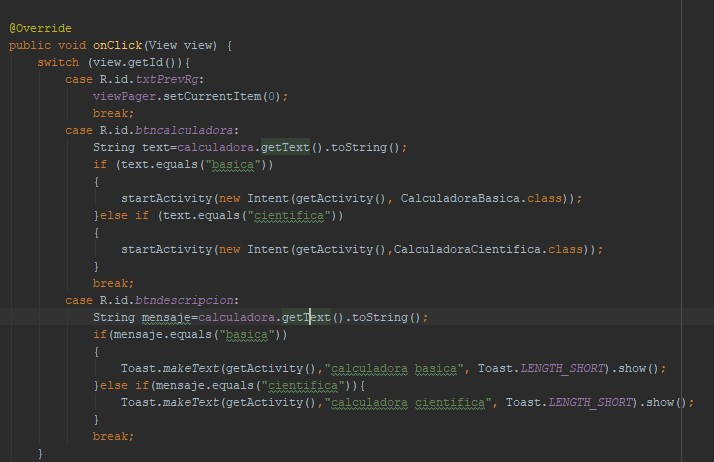 @Override
public void onClick(View view) {
switch (view.getId()){
case R.id.txtPrevRg:
viewPager.setCurrentItem(0);
break;
case R.id.btncalculadora:
String text=calculadora.getText().toString();
if (text.equals("basica"))
{
startActivity(new Intent(getActivity(), CalculadoraBasica.class));
}else if (text.equals("cientifica"))
{
startActivity(new Intent(getActivity(),CalculadoraCientifica.class));
}
break;
case R.id.btndescripcion:
String mensaje=calculadora.getText().toString();
if(mensaje.equals("basica"))
{
Toast.makeText(getActivity(),"calculadora basica", Toast.LENGTH_SHORT).show();
}else if(mensaje.equals("cientifica")){
Toast.makeText(getActivity(),"calculadora cientifica", Toast.LENGTH_SHORT).show();
}
break;
}